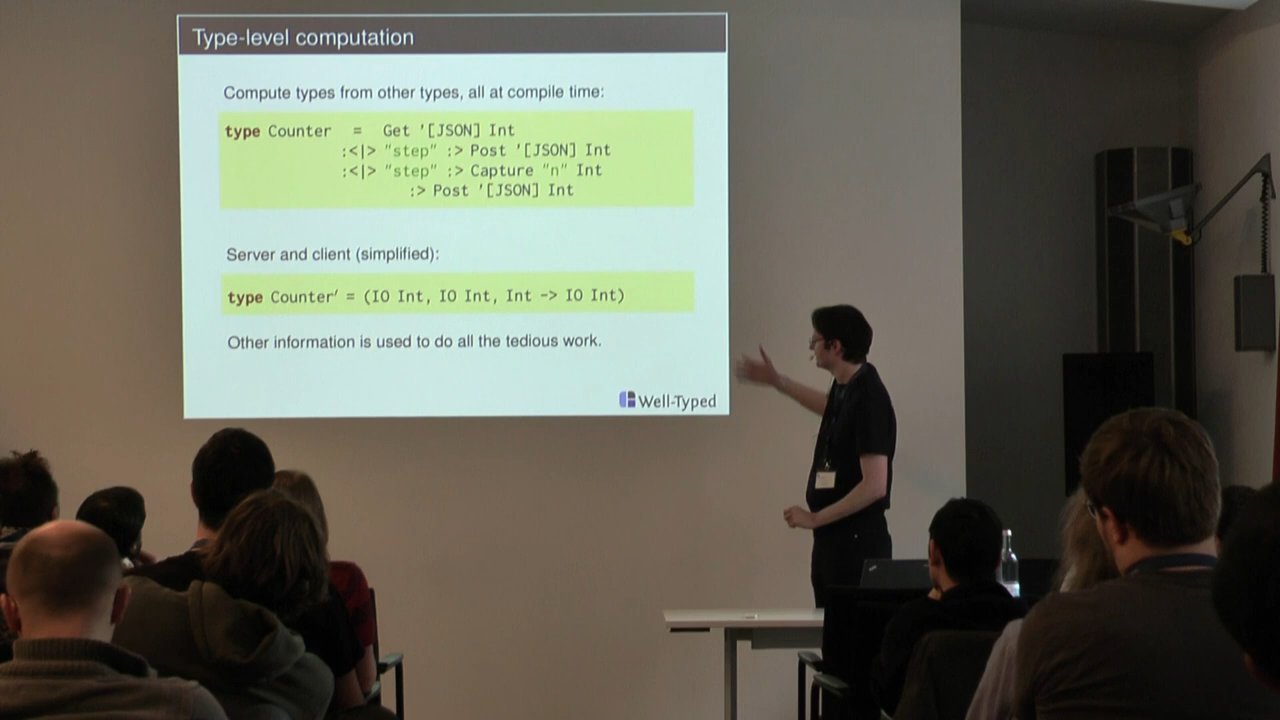 Type-level computation
Compute types from other types, all at compile time:
type Counter = Get '[JSON] Int
:<|> "step" :> Post '[JSON] Int
:<|> "step" :> Capture "n" Int
:> Post '[JSON] Int
Server and client (simplified):
type Counter′ = (IO Int, IO Int, Int -> IO Int)
Other information is used to do all the tedious work.
Well-Typed